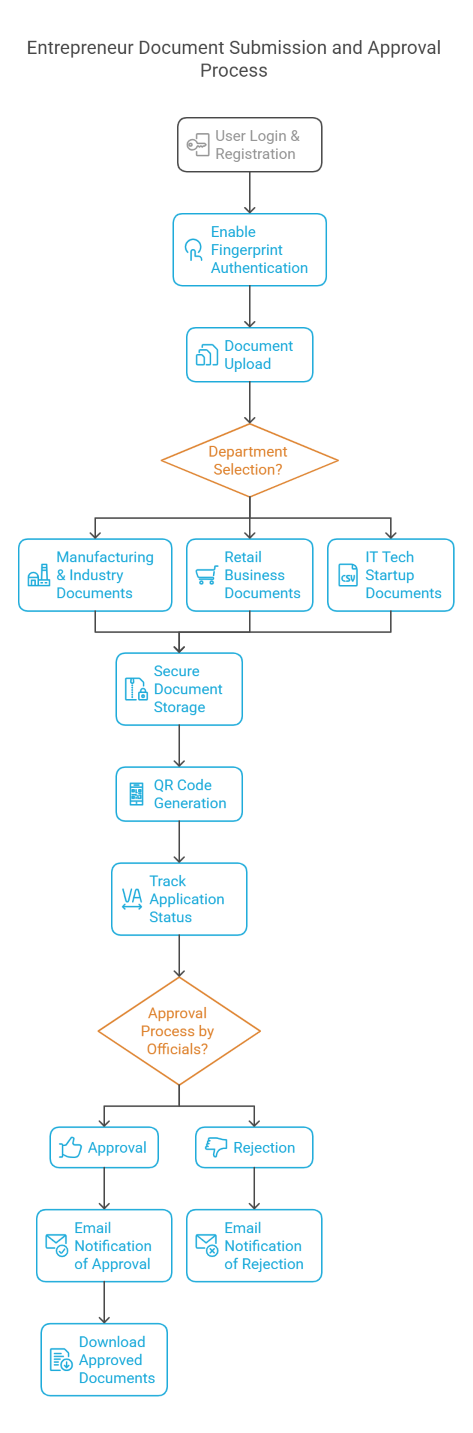 Entrepreneur Document Submission and Approval
Process
User Login &
Registration
Enable
Fingerprint
Authentication
Document
Upload
Department
Selection?
Manufacturing
& Industry
Documents
Retail
Business
Documents
IT Tech
Startup
Documents
CSV
Secure
Document
Storage
QR Code
Generation
VA
Track
Application
Status
Approval
Process by
Officials?
Approval
Rejection
Email
Notification
of Approval
Email
Notification
of Rejection
Download
Approved
Documents